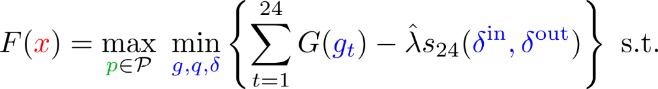 F(x) = max_{p∈𝒫} min_{g,q,δ} { ∑_{t=1}^{24} G(g_t) − λ̂s_{24}(δ^{in}, δ^{out}) } s.t.